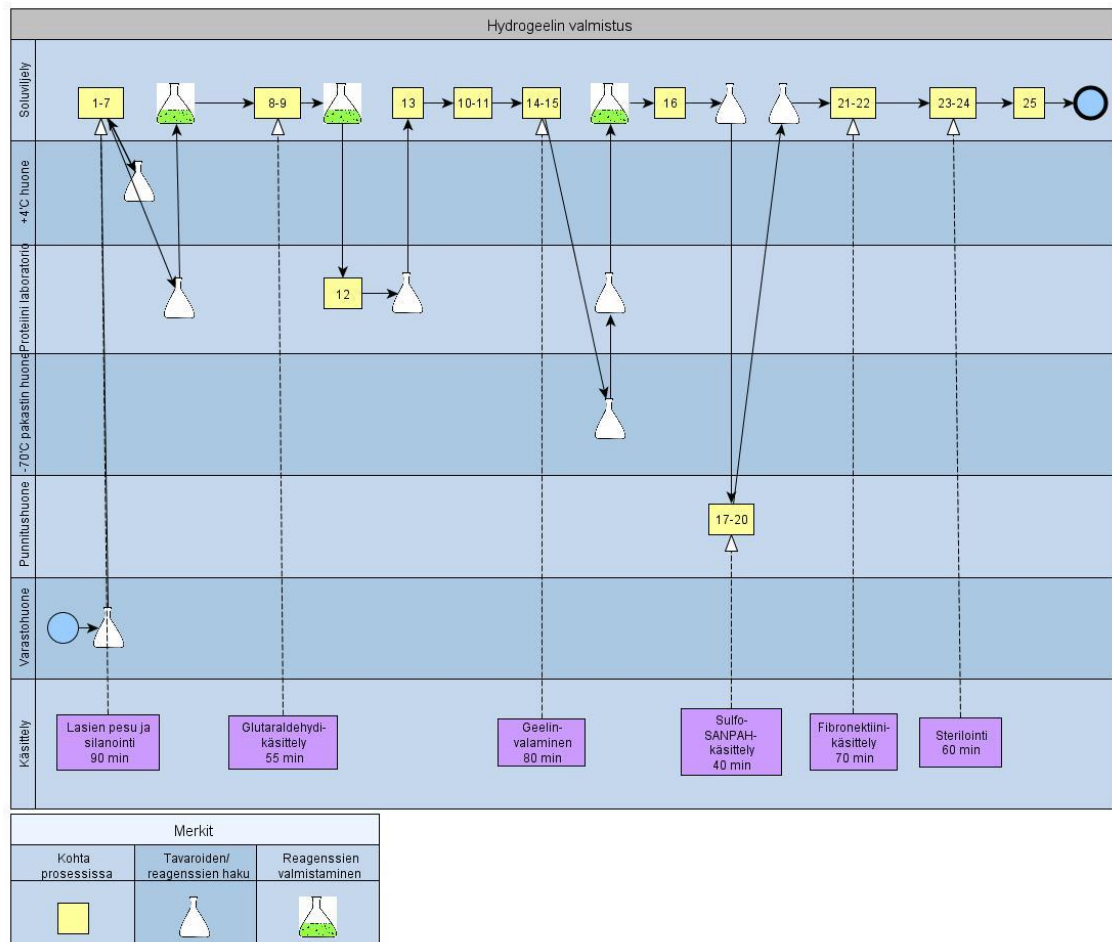 Hydrogeelin valmistus
Soluviljely
1-7
8-9
13
10-11
14-15
16
21-22
23-24
25
+4'C huone
Proteiini laboratorio
12
-70'C pakastin huone
Punnitushuone
17-20
Varastohuone
Käsittely
Lasien pesu ja
silanointi
90 min
Glutaraldehydi-
käsittely
55 min
Geelin-
valaminen
80 min
Sulfo-
SANPAH-
käsittely
40 min
Fibronektiini-
käsittely
70 min
Sterilointi
60 min
Merkit
Kohta
prosessissa
Tavaroiden/
reagenssien haku
Reagenssien
valmistaminen